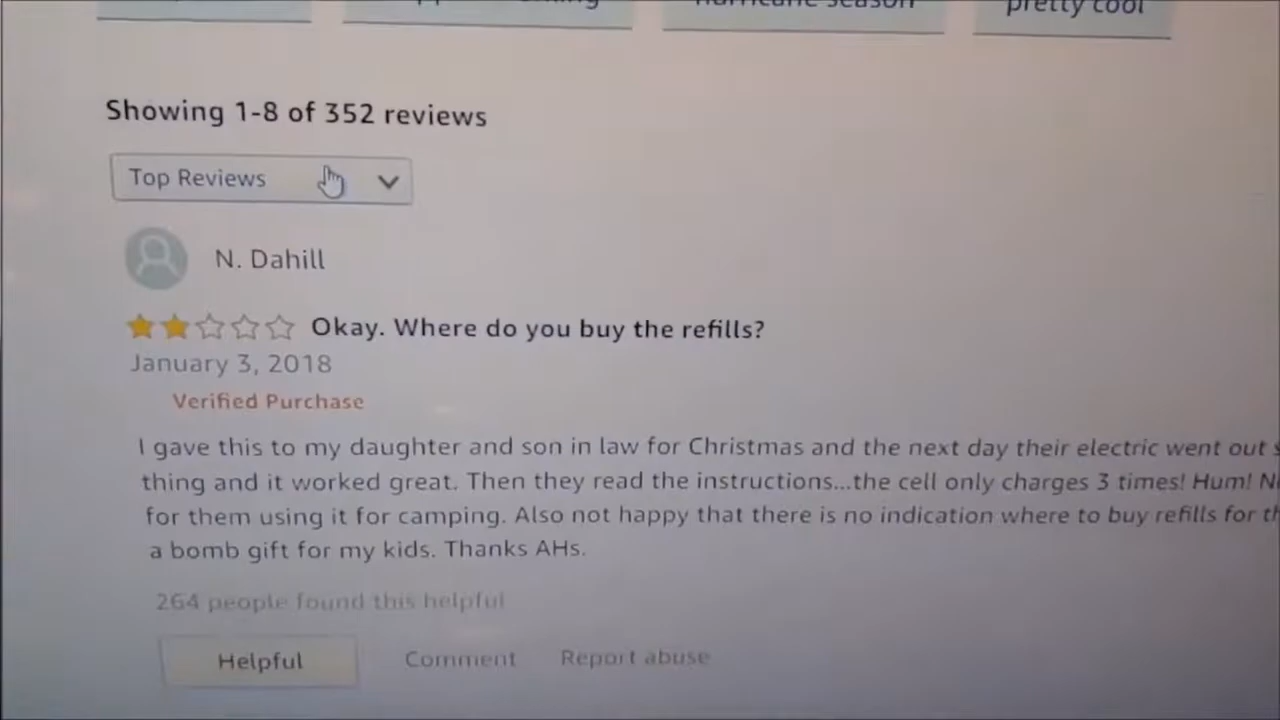 hurricane season
pretty cool
Showing 1-8 of 352 reviews
Top Reviews
N. Dahill
Okay. Where do you buy the refills?
January 3, 2018
Verified Purchase
I gave this to my daughter and son in law for Christmas and the next day their electric went out
thing and it worked great. Then they read the instructions...the cell only charges 3 times! Hum!
for them using it for camping. Also not happy that there is no indication where to buy refills for
a bomb gift for my kids. Thanks AHs.
264 people found this helpful
Helpful
Comment
Report abuse